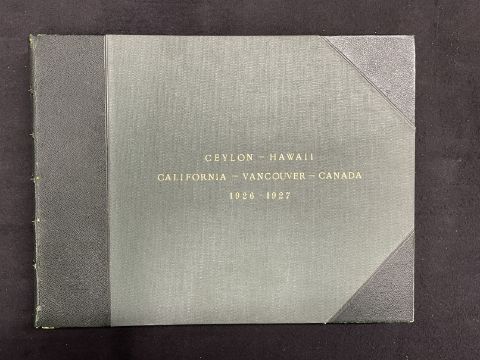 CEYLON – HAWAII
CALIFORNIA – VANCOUVER – CANADA
1926-1927